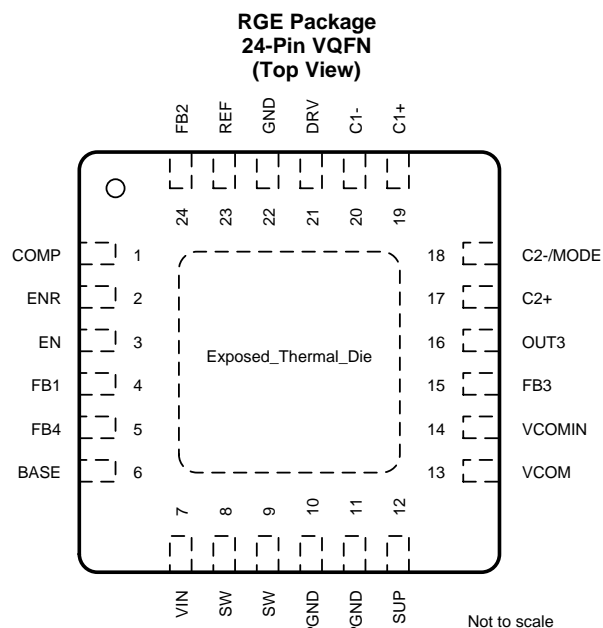 RGE Package
24-Pin VQFN
(Top View)
FB2 REF GND DRV C1- C1+
24 23 22 21 20 19
COMP 1 18 C2-/MODE
ENR 2 17 C2+
EN 3 16 OUT3
Exposed_Thermal_Die
FB1 4 15 FB3
FB4 5 14 VCOMIN
BASE 6 13 VCOM
7 8 9 10 11 12
VIN SW SW PGND PGND SUP
Not to scale